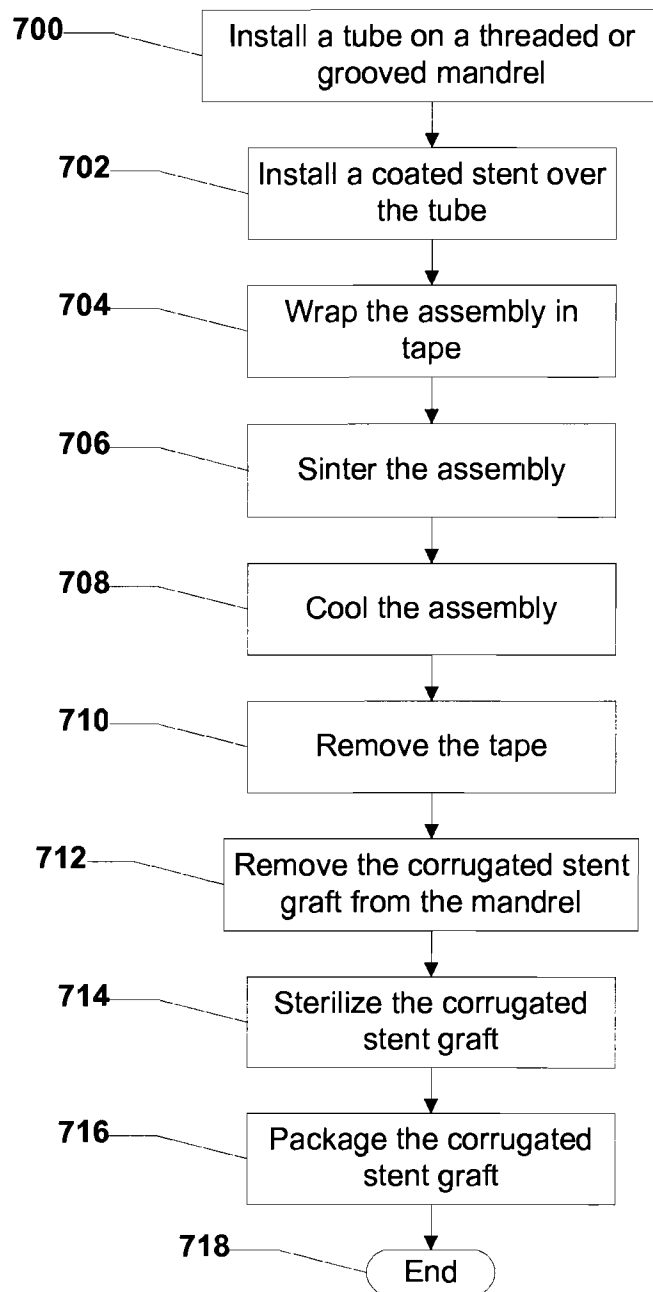 700
Install a tube on a threaded or
grooved mandrel
702
Install a coated stent over
the tube
704
Wrap the assembly in
tape
706
Sinter the assembly
708
Cool the assembly
710
Remove the tape
712
Remove the corrugated stent
graft from the mandrel
714
Sterilize the corrugated
stent graft
716
Package the corrugated
stent graft
718
End